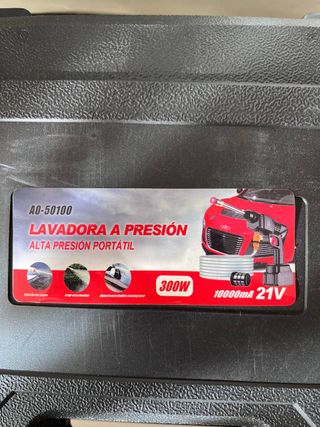 AO-50100
LAVADORA A PRESIÓN
ALTA PRESIÓN PORTÁTIL
300W
10000mA 21V